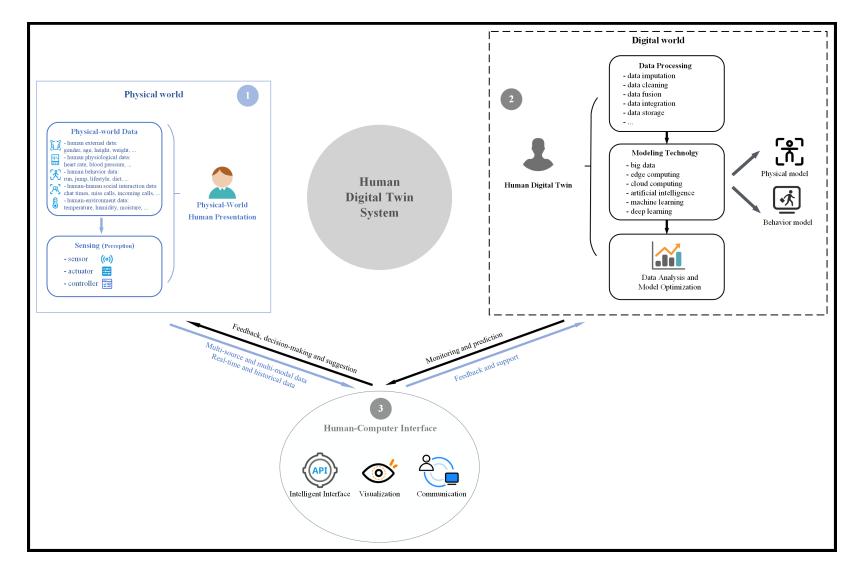 Physical world
1
Physical-world Data
- human external data:
gender, age, height, weight, ...
- human physiological data:
heart rate, blood pressure, ...
- human behavior data:
run, jump, lifestyle, diet, ...
- human-human social interaction data:
chat times, miss calls, incoming calls, ...
- human-environment data:
temperature, humidity, moisture, ...
Sensing (Perception)
- sensor
- actuator
- controller
Physical-World
Human Presentation
Human
Digital Twin
System
Digital world
2
Human Digital Twin
Data Processing
- data imputation
- data cleaning
- data fusion
- data integration
- data storage
- ...
Modeling Technolgy
- big data
- edge computing
- cloud computing
- artificial intelligence
- machine learning
- deep learning
Data Analysis and
Model Optimization
Physical model
Behavior model
Feedback, decision-making and suggestion
Multi-source and multi-modal data
Real-time and historical data
Monitoring and prediction
Feedback and support
3
Human-Computer Interface
API
Intelligent Interface
Visualization
Communication